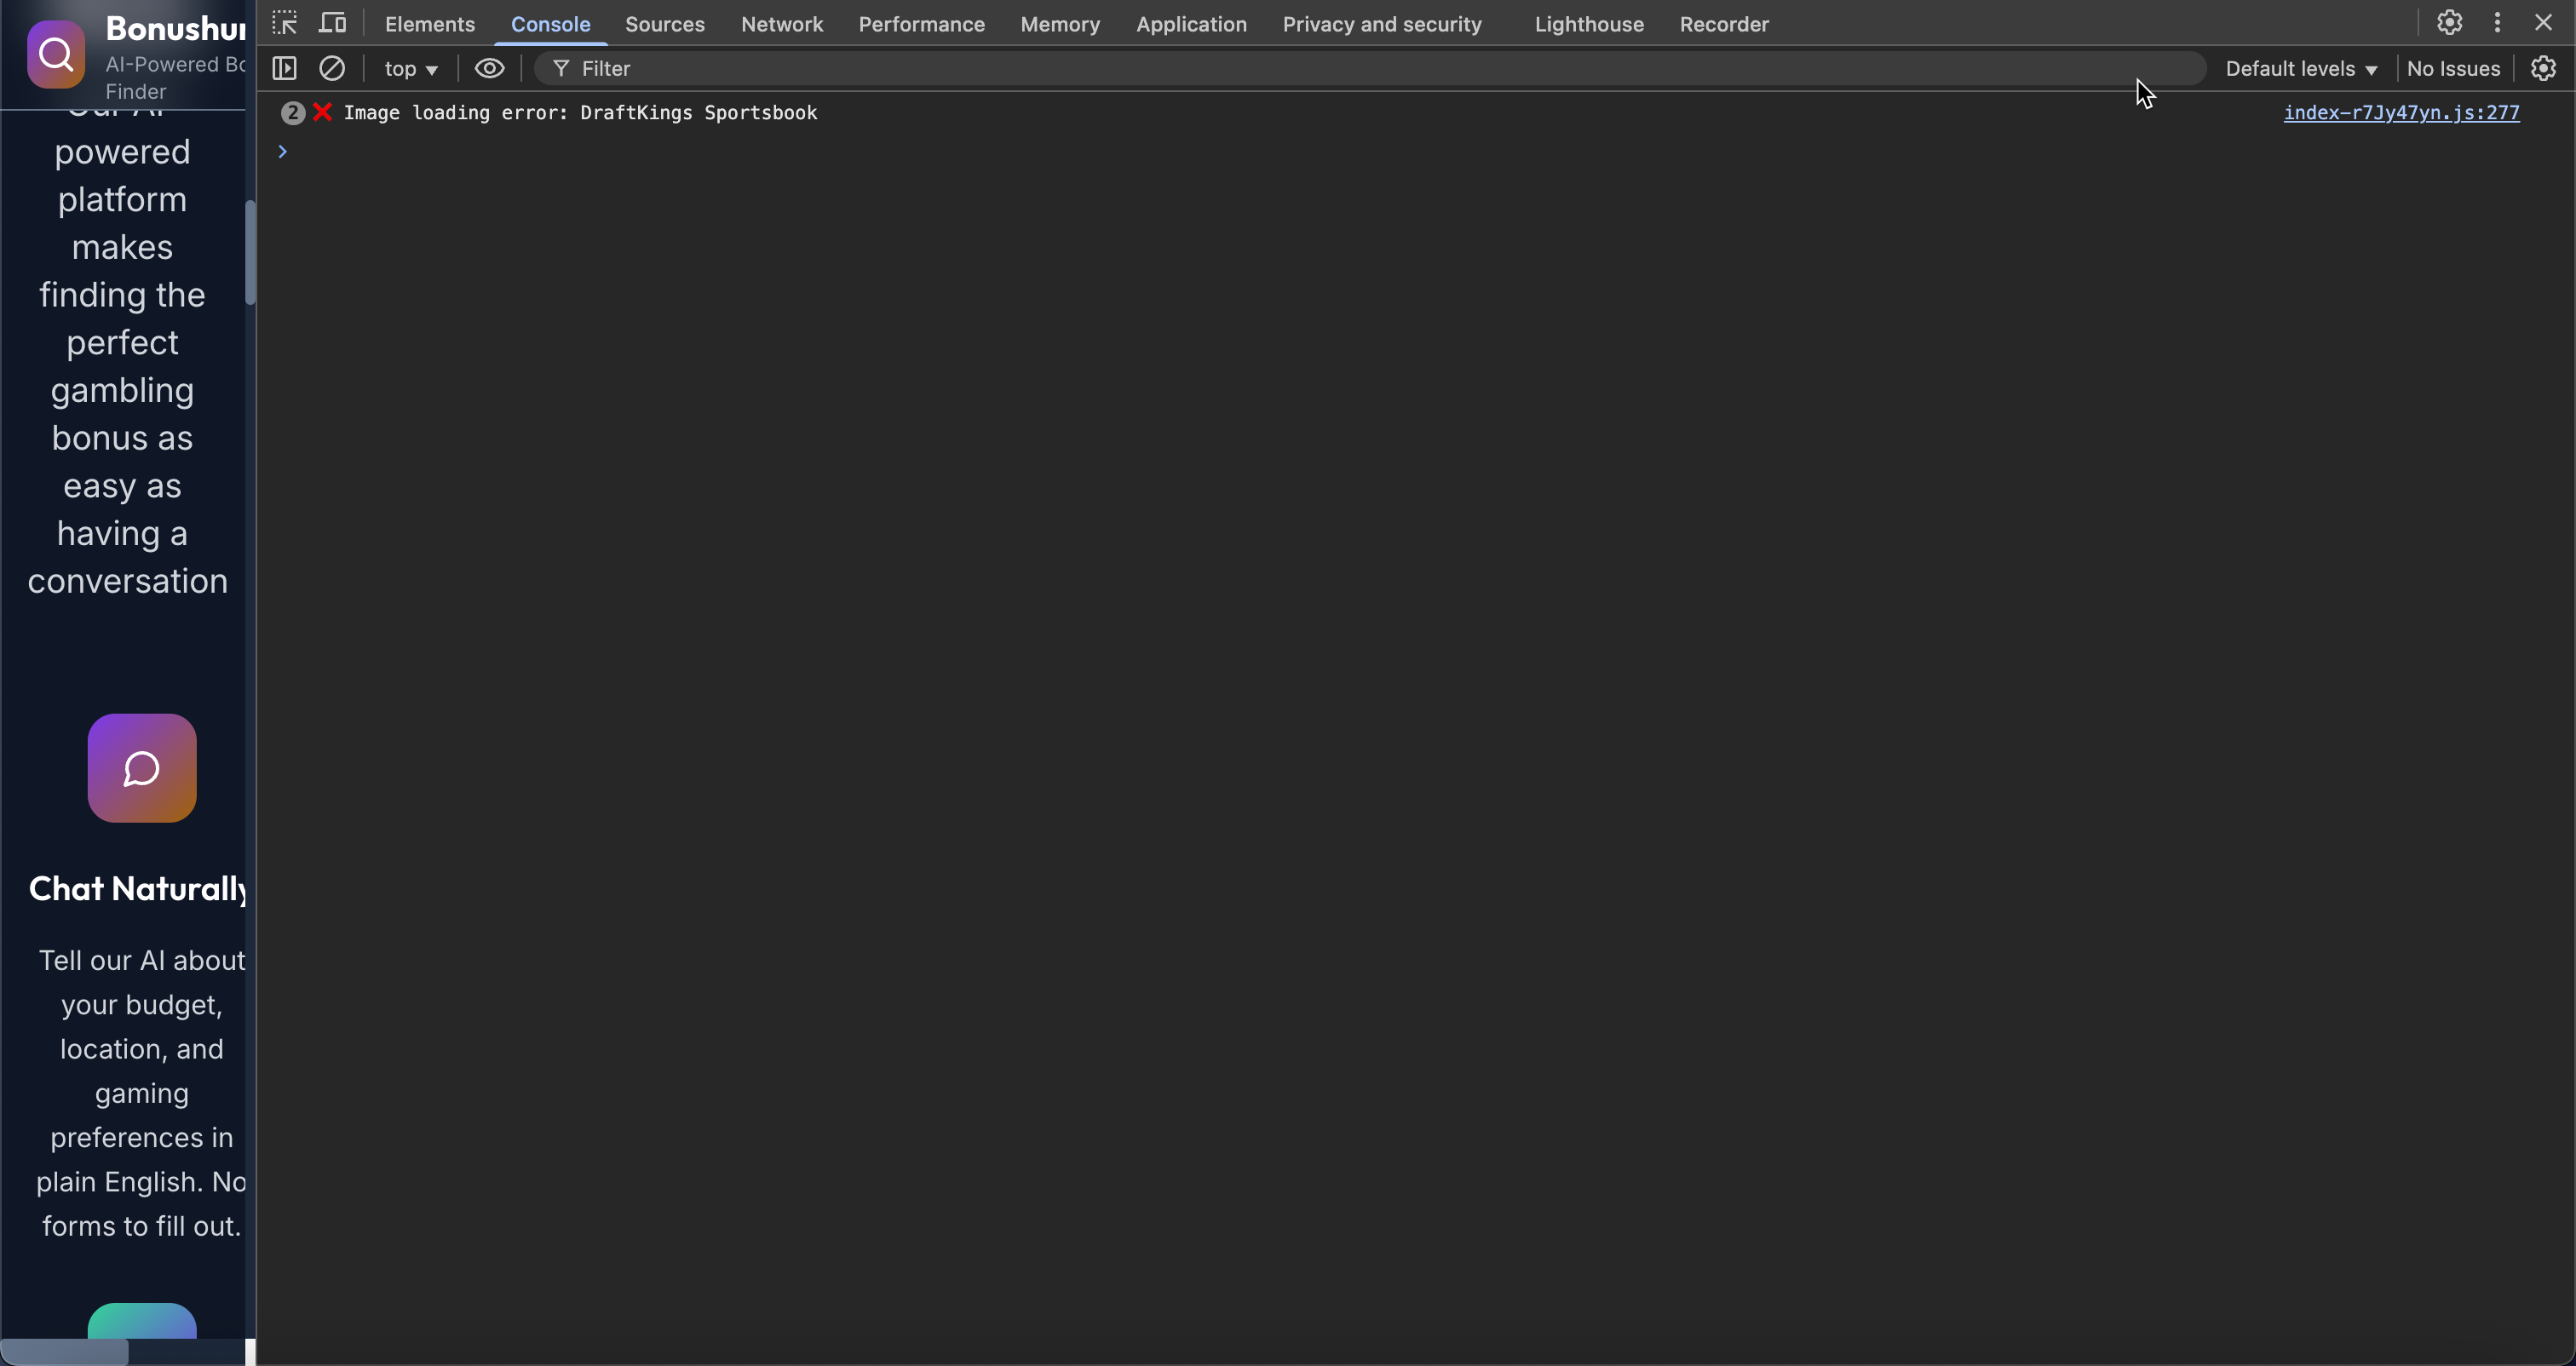 Bonushu
AI-Powered Bo
Finder
Our AI
powered
platform
makes
finding the
perfect
gambling
bonus as
easy as
having a
conversation
Chat Naturally
Tell our AI about
your budget,
location, and
gaming
preferences in
plain English. No
forms to fill out.
Elements Console Sources Network Performance Memory Application Privacy and security Lighthouse Recorder
top Filter Default levels No Issues
2 Image loading error: DraftKings Sportsbook index-r7Jy47yn.js:277